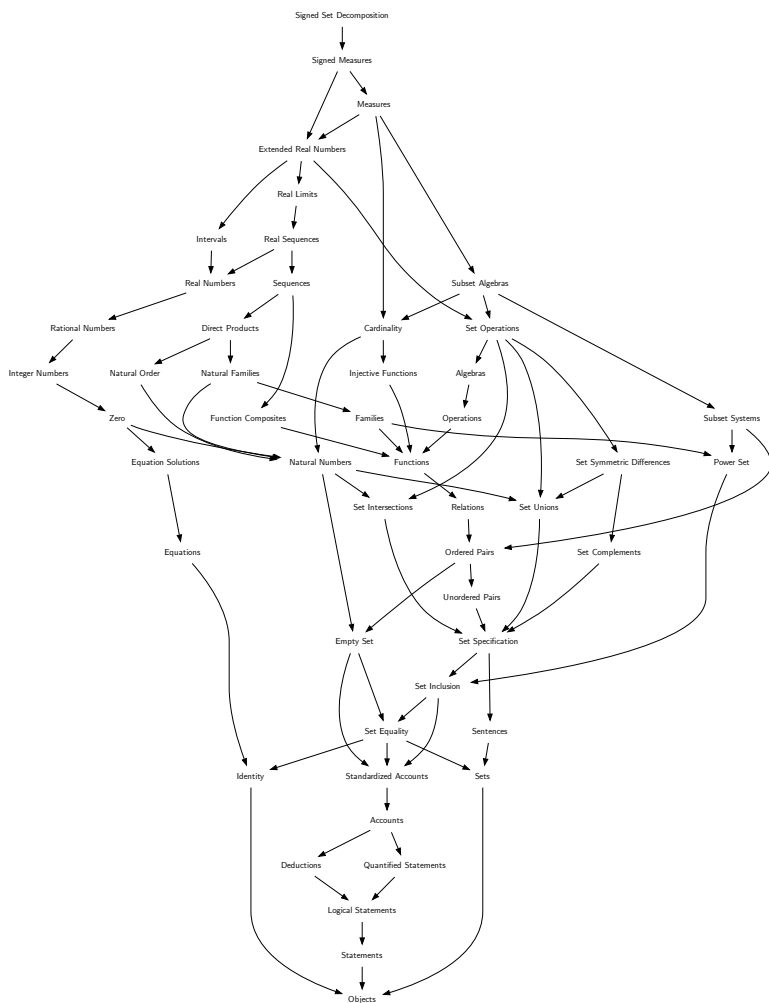 Signed Set Decomposition
Signed Measures
Measures
Extended Real Numbers
Real Limits
Intervals
Real Sequences
Real Numbers
Sequences
Subset Algebras
Rational Numbers
Direct Products
Cardinality
Set Operations
Integer Numbers
Natural Order
Natural Families
Injective Functions
Algebras
Zero
Function Composites
Families
Operations
Subset Systems
Equation Solutions
Natural Numbers
Functions
Set Symmetric Differences
Power Set
Set Intersections
Relations
Set Unions
Equations
Ordered Pairs
Set Complements
Unordered Pairs
Empty Set
Set Specification
Set Inclusion
Set Equality
Sentences
Identity
Standardized Accounts
Sets
Accounts
Deductions
Quantified Statements
Logical Statements
Statements
Objects